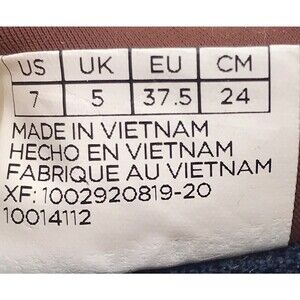 US UK EU CM
7 5 37.5 24
MADE IN VIETNAM
HECHO EN VIETNAM
FABRIQUE AU VIETNAM
XF: 1002920819-20
10014112